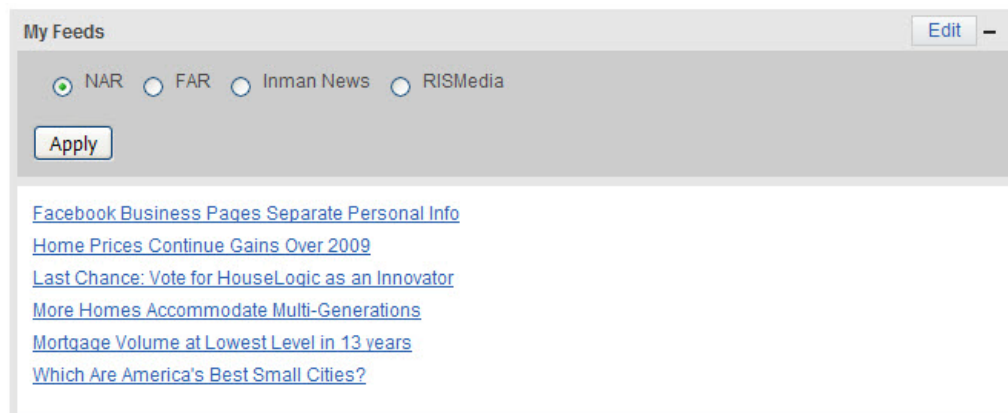 My Feeds Edit
NAR FAR Inman News RISMedia
Apply
Facebook Business Pages Separate Personal Info
Home Prices Continue Gains Over 2009
Last Chance: Vote for HouseLogic as an Innovator
More Homes Accommodate Multi-Generations
Mortgage Volume at Lowest Level in 13 years
Which Are America's Best Small Cities?